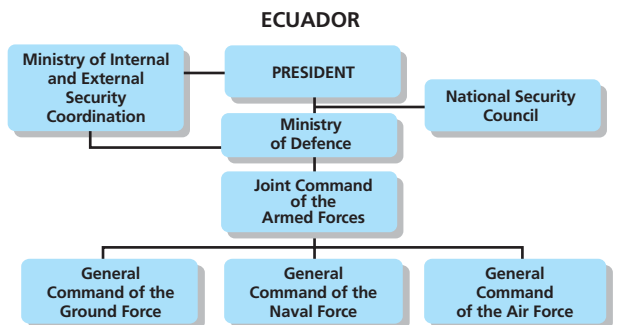 ECUADOR
Ministry of Internal
and External
Security
Coordination
PRESIDENT
National Security
Council
Ministry
of Defence
Joint Command
of the
Armed Forces
General
Command of the
Ground Force
General
Command of the
Naval Force
General
Command
of the Air Force